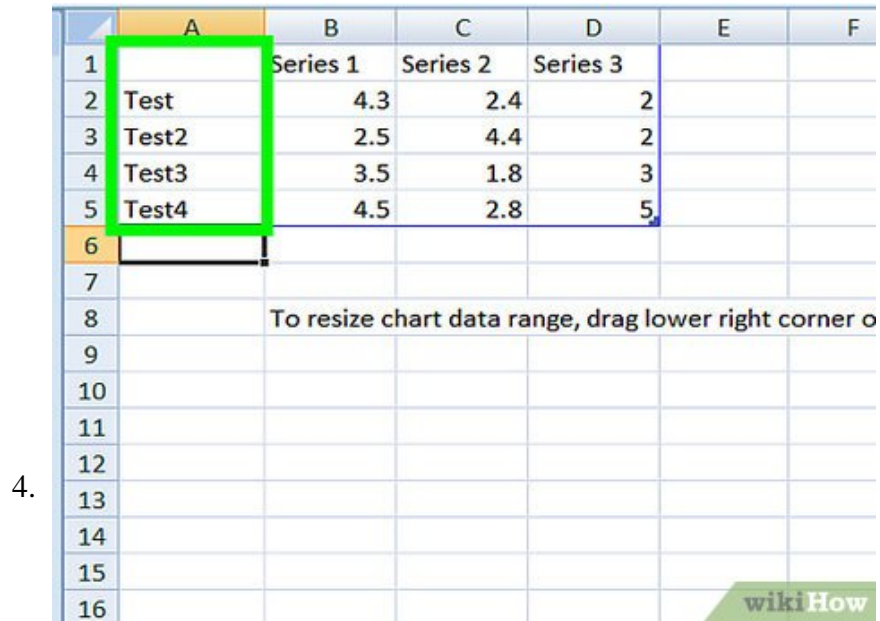 A B C D E F
1 Series 1 Series 2 Series 3
2 Test 4.3 2.4 2
3 Test2 2.5 4.4 2
4 Test3 3.5 1.8 3
5 Test4 4.5 2.8 5
6
7
8 To resize chart data range, drag lower right corner o
9
10
11
12
4.
13
14
15
16
wikiHow